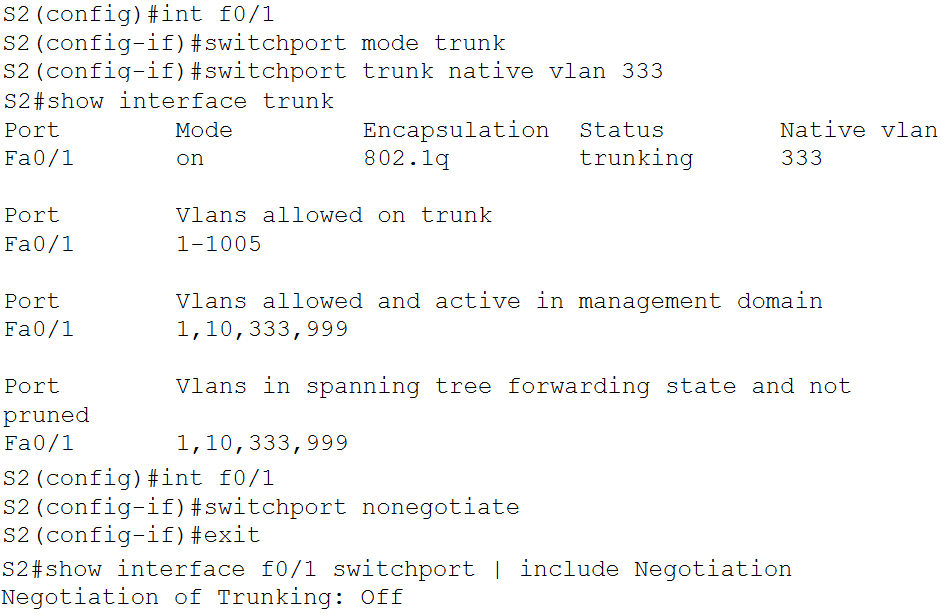 S2(config)#int f0/1
S2(config-if)#switchport mode trunk
S2(config-if)#switchport trunk native vlan 333
S2#show interface trunk
Port        Mode         Encapsulation  Status        Native vlan
Fa0/1       on           802.1q         trunking      333

Port        Vlans allowed on trunk
Fa0/1       1-1005

Port        Vlans allowed and active in management domain
Fa0/1       1,10,333,999

Port        Vlans in spanning tree forwarding state and not
pruned
Fa0/1       1,10,333,999
S2(config)#int f0/1
S2(config-if)#switchport nonegotiate
S2(config-if)#exit
S2#show interface f0/1 switchport | include Negotiation
Negotiation of Trunking: Off